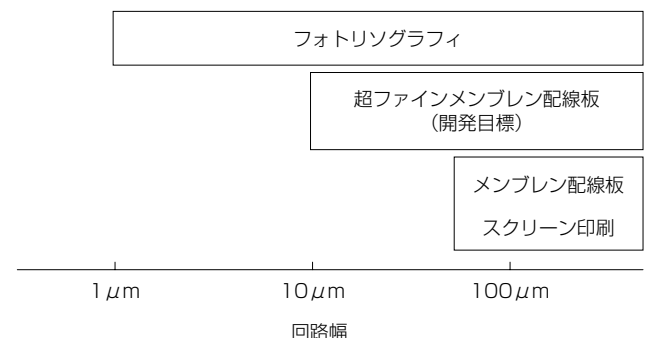 フォトリソグラフィ
超ファインメンブレン配線板
（開発目標）
メンブレン配線板
スクリーン印刷
1μm 10μm 100μm
回路幅